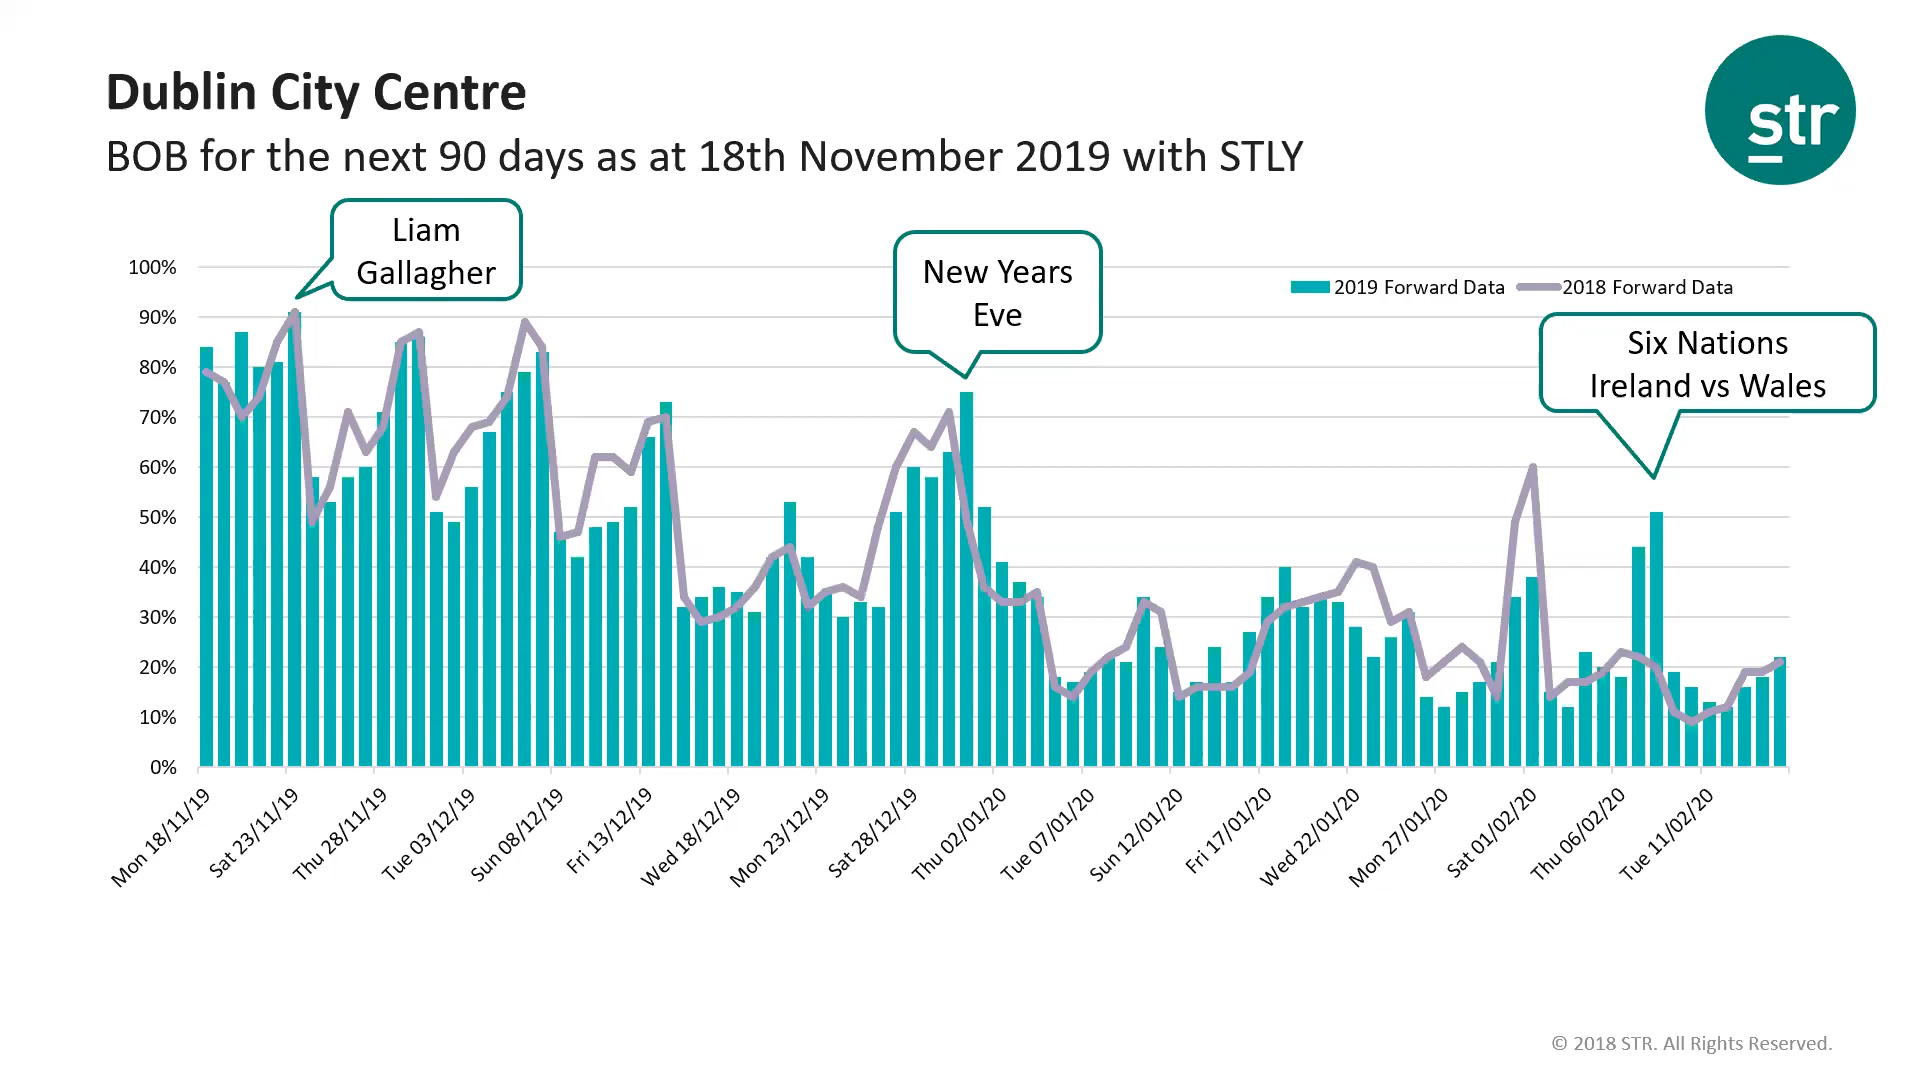 Dublin City Centre
BOB for the next 90 days as at 18th November 2019 with STLY
str
Liam
Gallagher
New Years
Eve
2019 Forward Data
2018 Forward Data
Six Nations
Ireland vs Wales
100%
90%
80%
70%
60%
50%
40%
30%
20%
10%
0%
Mon 18/11/19
Sat 23/11/19
Thu 28/11/19
Tue 03/12/19
Sun 08/12/19
Fri 13/12/19
Wed 18/12/19
Mon 23/12/19
Sat 28/12/19
Thu 02/01/20
Tue 07/01/20
Sun 12/01/20
Fri 17/01/20
Wed 22/01/20
Mon 27/01/20
Sat 01/02/20
Thu 06/02/20
Tue 11/02/20
© 2018 STR. All Rights Reserved.